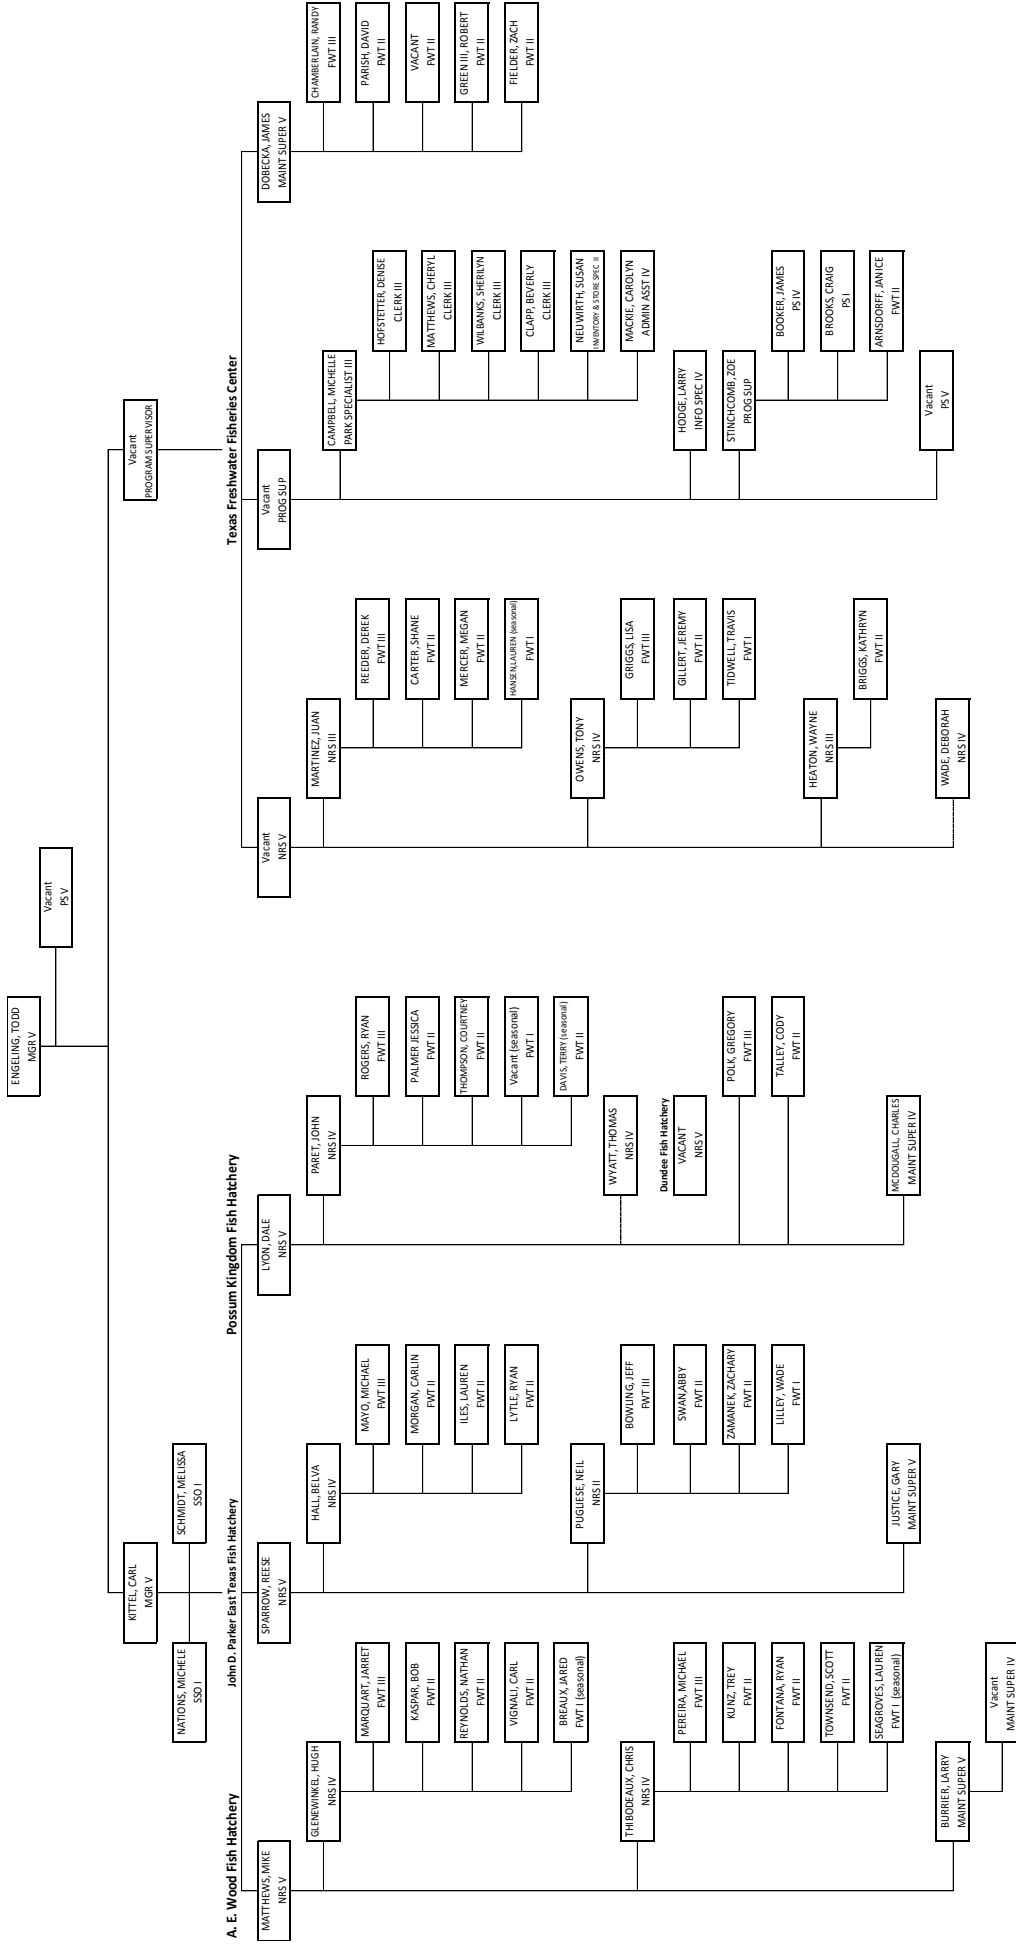 ENGELING, TODD
MGR V
Vacant
PS V
KITTEL, CARL
MGR V
NATIONS, MICHELE
SSO I
SCHMIDT, MELISSA
SSO I
Vacant
PROGRAM SUPERVISOR
A. E. Wood Fish Hatchery
MATTHEWS, MIKE
NRS V
GLENEWINKEL, HUGH
NRS IV
MARQUART, JARRET
FWT III
KASPAR, BOB
FWT II
REYNOLDS, NATHAN
FWT II
VIGNALI, CARL
FWT II
BREAUX, JARED
FWT I (seasonal)
THIBODEAUX, CHRIS
NRS IV
PEREIRA, MICHAEL
FWT III
KUNZ, TREY
FWT II
FONTANA, RYAN
FWT II
TOWNSEND, SCOTT
FWT II
SEAGROVES, LAUREN
FWT I (seasonal)
BURRIER, LARRY
MAINT SUPER V
Vacant
MAINT SUPER IV
John D. Parker East Texas Fish Hatchery
SPARROW, REESE
NRS V
HALL, BELVA
NRS IV
MAYO, MICHAEL
FWT III
MORGAN, CARLIN
FWT II
ILES, LAUREN
FWT II
LYTLE, RYAN
FWT II
PUGLIESE, NEIL
NRS II
BOWLING, JEFF
FWT III
SWAN,ABBY
FWT II
ZAMANEK, ZACHARY
FWT II
LILLEY, WADE
FWT I
JUSTICE, GARY
MAINT SUPER V
Possum Kingdom Fish Hatchery
LYON, DALE
NRS V
PARET, JOHN
NRS IV
ROGERS, RYAN
FWT III
PALMER JESSICA
FWT II
THOMPSON, COURTNEY
FWT II
Vacant (seasonal)
FWT I
DAVIS, TERRY (seasonal)
FWT II
WYATT, THOMAS
NRS IV
Dundee Fish Hatchery
VACANT
NRS V
POLK, GREGORY
FWT III
TALLEY, CODY
FWT II
MCDOUGALL, CHARLES
MAINT SUPER IV
Texas Freshwater Fisheries Center
Vacant
NRS V
MARTINEZ, JUAN
NRS III
REEDER, DEREK
FWT III
CARTER, SHANE
FWT II
MERCER, MEGAN
FWT II
HANSEN,LAUREN (seasonal)
FWT I
OWENS, TONY
NRS IV
GRIGGS, LISA
FWT III
GILLERT, JEREMY
FWT II
TIDWELL, TRAVIS
FWT I
HEATON, WAYNE
NRS III
BRIGGS, KATHRYN
FWT II
WADE, DEBORAH
NRS IV
Vacant
PROG SUP
CAMPBELL, MICHELLE
PARK SPECIALIST III
HOFSTETTER, DENISE
CLERK III
MATTHEWS, CHERYL
CLERK III
WILBANKS, SHERILYN
CLERK III
CLAPP, BEVERLY
CLERK III
NEUWIRTH, SUSAN
INVENTORY & STORE SPEC II
MACKIE, CAROLYN
ADMIN ASST IV
HODGE, LARRY
INFO SPEC IV
STINCHCOMB, ZOE
PROG SUP
BOOKER, JAMES
PS IV
BROOKS, CRAIG
PS I
ARNSDORFF, JANICE
FWT II
Vacant
PS V
DOBECKA, JAMES
MAINT SUPER V
CHAMBERLAIN, RANDY
FWT III
PARISH, DAVID
FWT II
VACANT
FWT II
GREEN III, ROBERT
FWT II
FIELDER, ZACH
FWT II